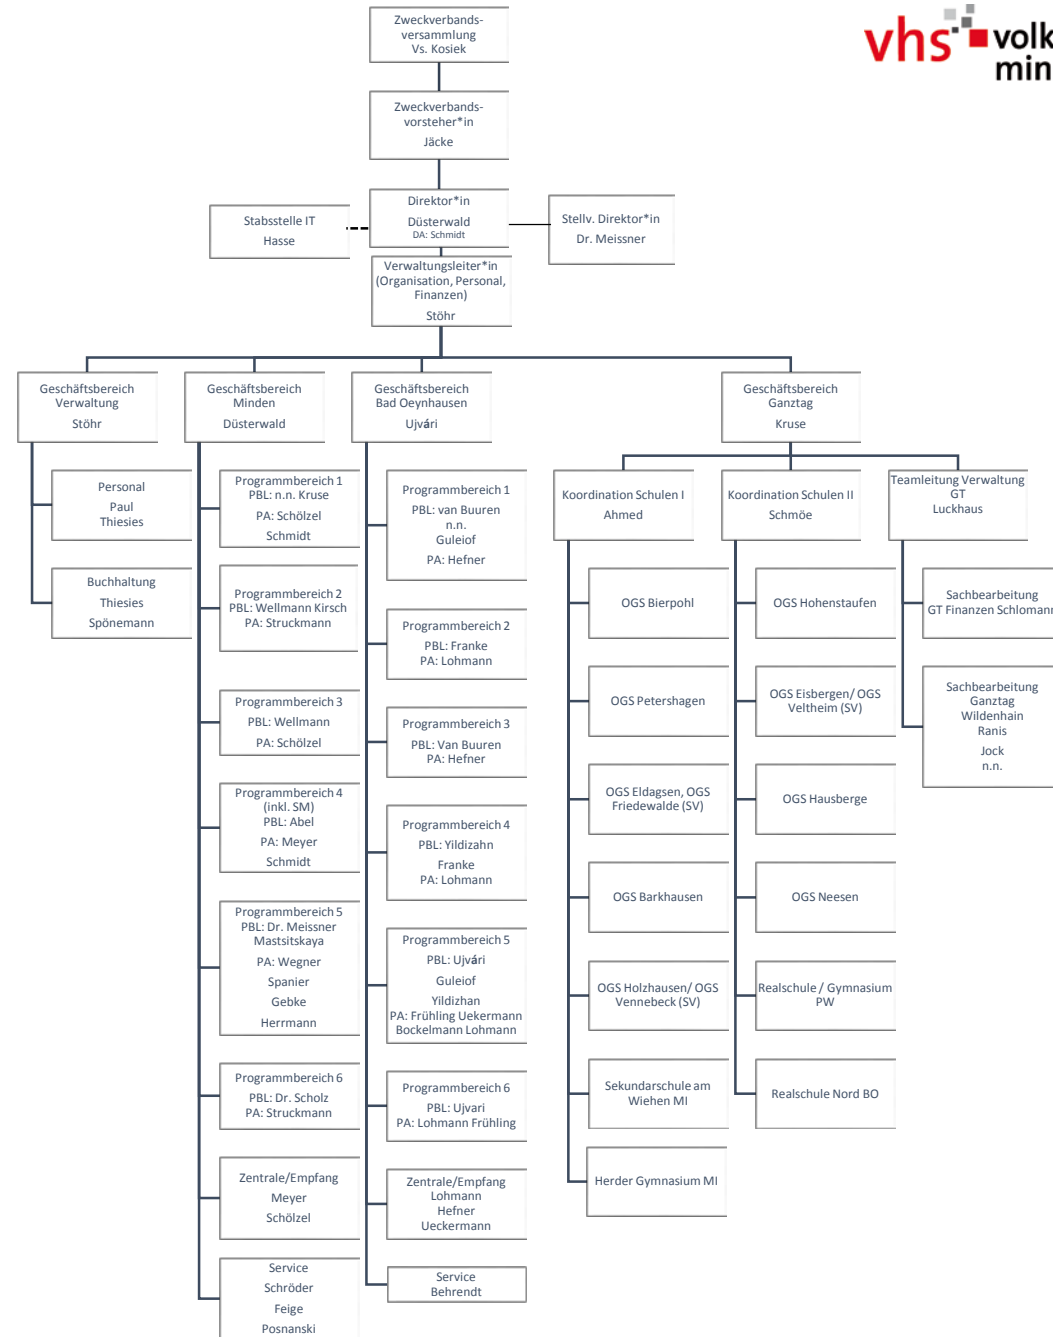 Zweckverbands-
versammlung
Vs. Kosiek
vhs volk
min
Zweckverbands-
vorsteher*in
Jäcke
Direktor*in
Düsterwald
DA: Schmidt
Stabsstelle IT
Hasse
Stellv. Direktor*in
Dr. Meissner
Verwaltungsleiter*in
(Organisation, Personal,
Finanzen)
Stöhr
Geschäftsbereich
Verwaltung
Stöhr
Personal
Paul
Thiesies
Buchhaltung
Thiesies
Spönemann
Geschäftsbereich
Minden
Düsterwald
Programmbereich 1
PBL: n.n. Kruse
PA: Schölzel
Schmidt
Programmbereich 2
PBL: Wellmann Kirsch
PA: Struckmann
Programmbereich 3
PBL: Wellmann
PA: Schölzel
Programmbereich 4
(inkl. SM)
PBL: Abel
PA: Meyer
Schmidt
Programmbereich 5
PBL: Dr. Meissner
Mastsitskaya
PA: Wegner
Spanier
Gebke
Herrmann
Programmbereich 6
PBL: Dr. Scholz
PA: Struckmann
Zentrale/Empfang
Meyer
Schölzel
Service
Schröder
Feige
Posnanski
Geschäftsbereich
Bad Oeynhausen
Ujvári
Programmbereich 1
PBL: van Buuren
n.n.
Guleiof
PA: Hefner
Programmbereich 2
PBL: Franke
PA: Lohmann
Programmbereich 3
PBL: Van Buuren
PA: Hefner
Programmbereich 4
PBL: Yildizahn
Franke
PA: Lohmann
Programmbereich 5
PBL: Ujvári
Guleiof
Yildizhan
PA: Frühling Uekermann
Bockelmann Lohmann
Programmbereich 6
PBL: Ujvari
PA: Lohmann Frühling
Zentrale/Empfang
Lohmann
Hefner
Ueckermann
Service
Behrendt
Geschäftsbereich
Ganztag
Kruse
Koordination Schulen I
Ahmed
OGS Bierpohl
OGS Petershagen
OGS Eldagsen, OGS
Friedewalde (SV)
OGS Barkhausen
OGS Holzhausen/ OGS
Vennebeck (SV)
Sekundarschule am
Wiehen MI
Herder Gymnasium MI
Koordination Schulen II
Schmöe
OGS Hohenstaufen
OGS Eisbergen/ OGS
Veltheim (SV)
OGS Hausberge
OGS Neesen
Realschule / Gymnasium
PW
Realschule Nord BO
Teamleitung Verwaltung
GT
Luckhaus
Sachbearbeitung
GT Finanzen Schlomann
Sachbearbeitung
Ganztag
Wildenhain
Ranis
Jock
n.n.